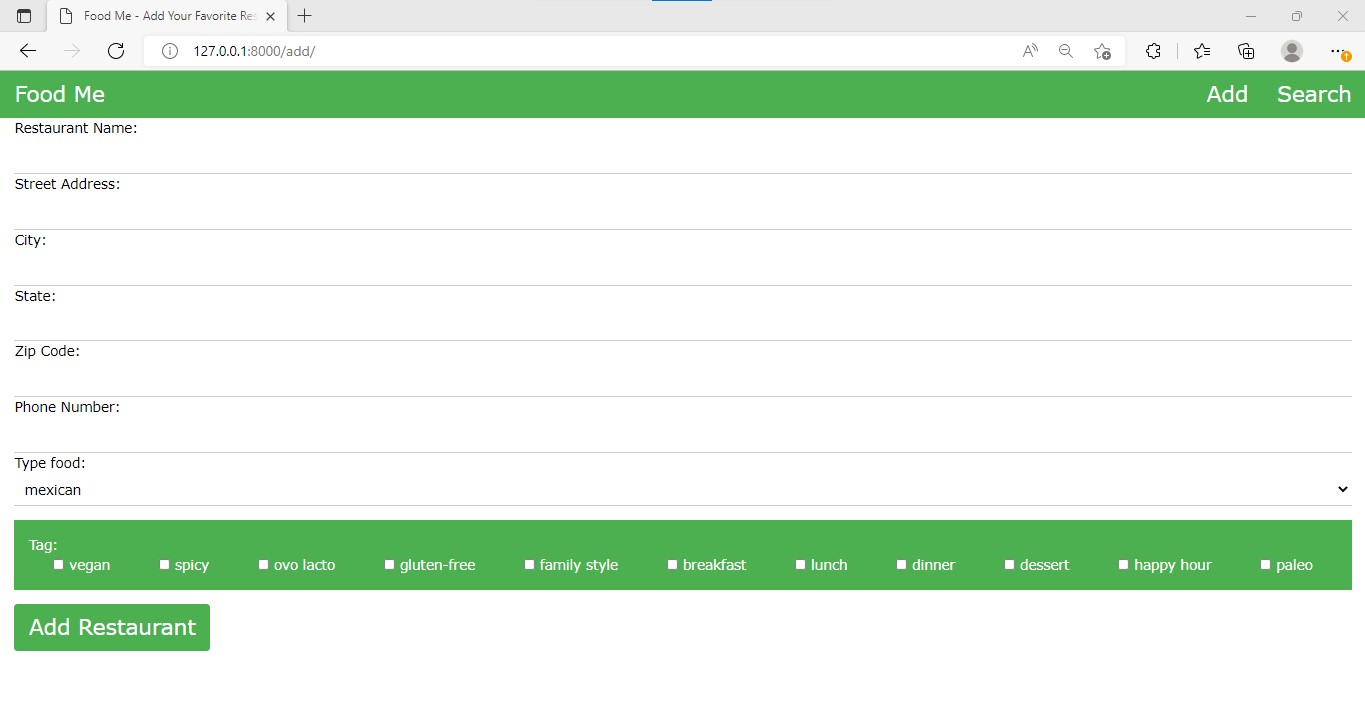 Food Me - Add Your Favorite Res
127.0.0.1:8000/add/
Food Me Add Search
Restaurant Name:
Street Address:
City:
State:
Zip Code:
Phone Number:
Type food:
mexican
Tag:
vegan spicy ovo lacto gluten-free family style breakfast lunch dinner dessert happy hour paleo
Add Restaurant